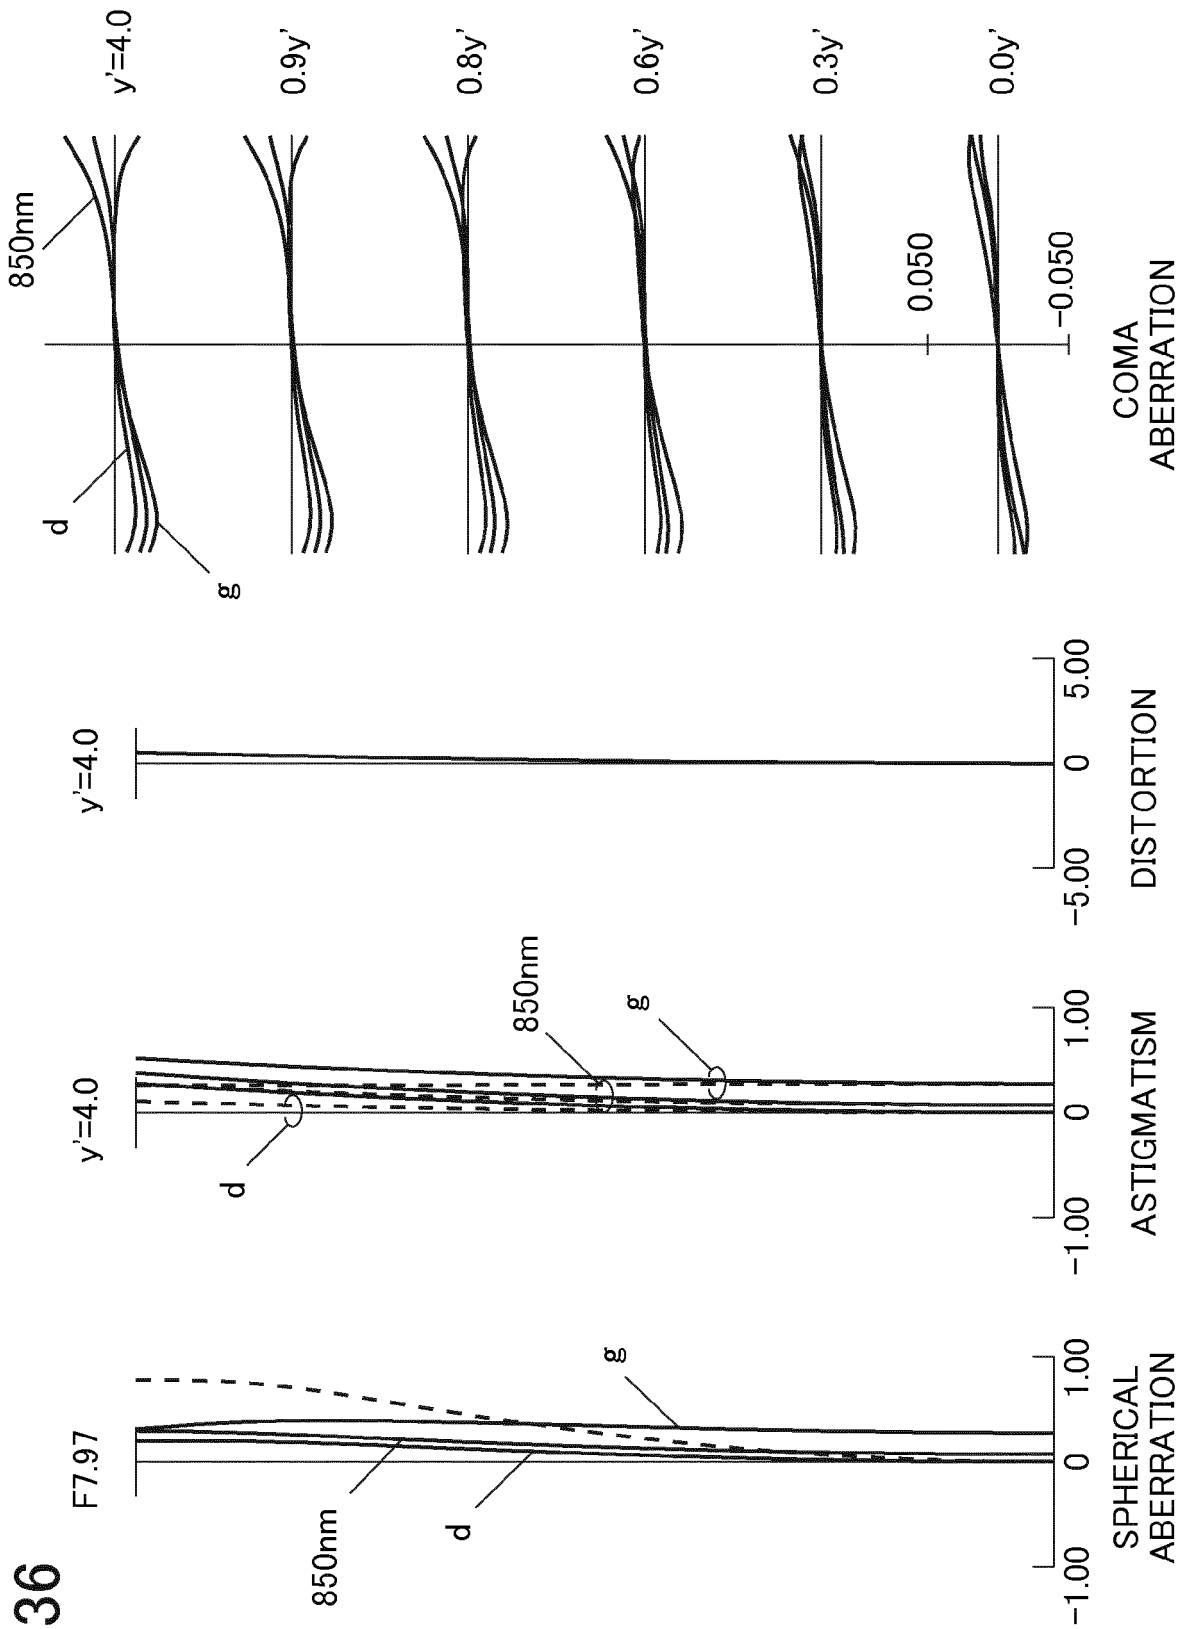 36
F7.97
850nm
d
g
-1.00
0
1.00
SPHERICAL
ABERRATION
y'=4.0
d
850nm
g
-1.00
0
1.00
ASTIGMATISM
y'=4.0
-5.00
0
5.00
DISTORTION
850nm
d
g
y'=4.0
0.9y'
0.8y'
0.6y'
0.3y'
0.0y'
0.050
-0.050
COMA
ABERRATION